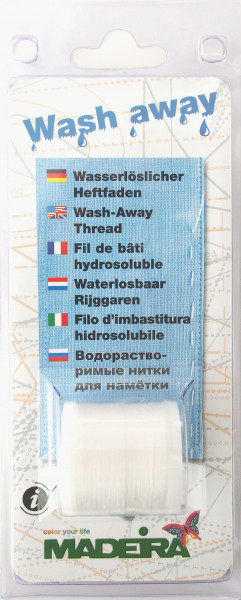 Wash away
Wasserlöslicher
Heftfaden
Wash-Away
Thread
Fil de bâti
hydrosoluble
Waterlosbaar
Rijggaren
Filo d'imbastitura
hidrosolubile
Водораство-
римые нитки
для намётки
i
color your life
MADEIRA